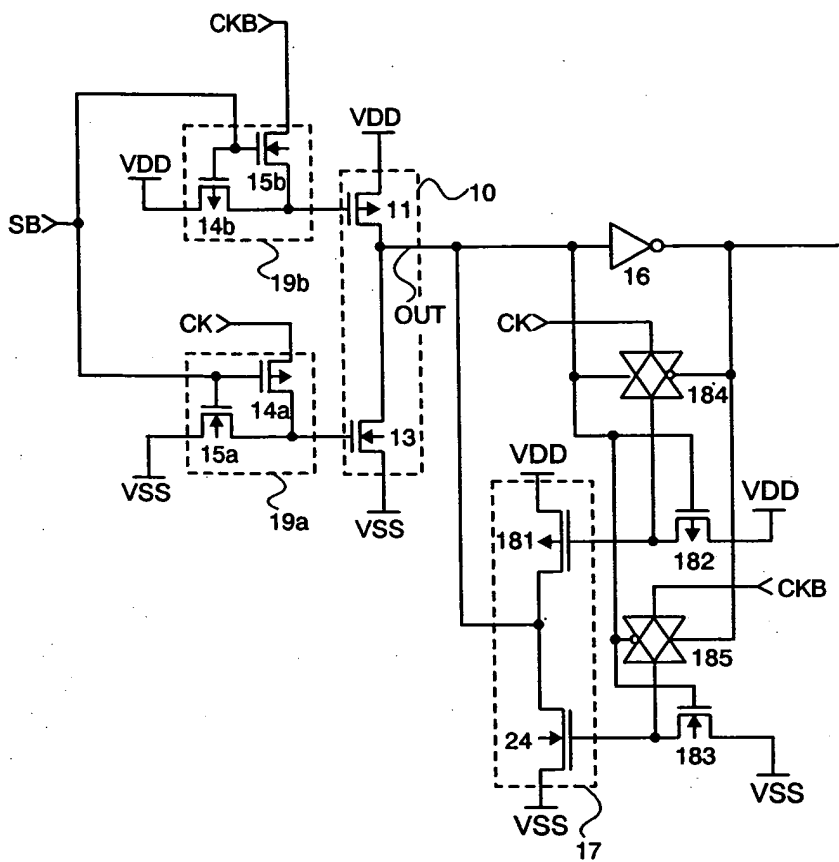 CKB
VDD
VDD
15b
10
SB
14b
11
19b
16
OUT
CK
CK
14a
184
15a
13
VDD
VDD
VSS
19a
VSS
181
182
CKB
185
24
183
VSS
VSS
17